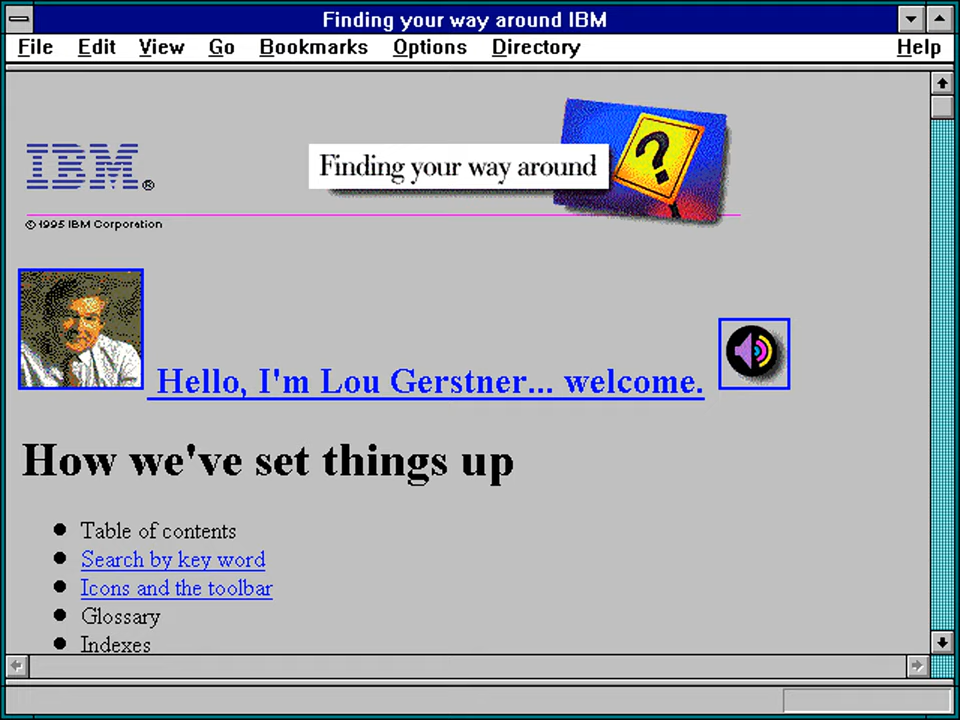 Finding your way around IBM
File Edit View Go Bookmarks Options Directory Help
IBM®
Finding your way around
?
© 1995 IBM Corporation
Hello, I'm Lou Gerstner... welcome.
How we've set things up
Table of contents
Search by key word
Icons and the toolbar
Glossary
Indexes